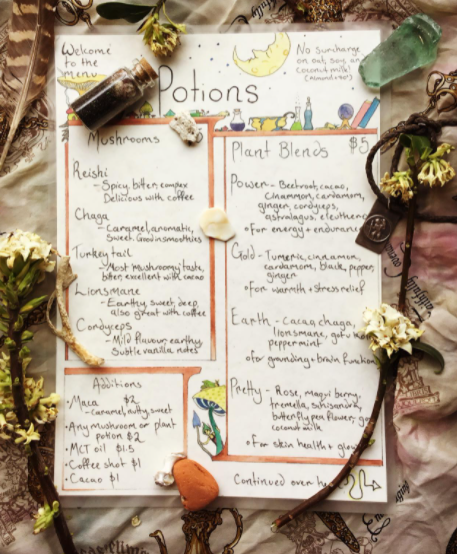 Welcome
to the
menu
No surcharge
on oat, soy, or
coconut milk!
(Almond, too!)
Potions
Mushrooms
Reishi
- Spicy, bitter, complex
Delicious with coffee
Chaga
- Caramel, aromatic,
Sweet. Good in smoothies
Turkey tail
- Most mushroomy taste,
bitter, excellent with cacao
Lionsmane
- Earthy, sweet, deep,
also great with coffee
Cordyceps
- Mild flavour, earthy,
Subtle vanilla notes
Additions
• Maca $2
- caramel, nutty, sweet
• Any mushroom or plant
potion $2
• MCT oil $1.5
• Coffee shot $1
• Cacao $1
Plant Blends $5
Power - Beetroot, cacao,
cinnamon, cardamom,
ginger, cordyceps,
astralagus, eleuthero
• for energy + endurance
Gold - Tumeric, cinnamon,
cardamom, black pepper,
ginger
• For warmth + stress relief
Earth - Cacao, chaga,
lionsmane, gotu
peppermint
• for grounding + brain function
Pretty - Rose, maqui berry,
tremella, schisandra,
butterfly pea flower,
coconut milk
• For skin health + glow
Continued over